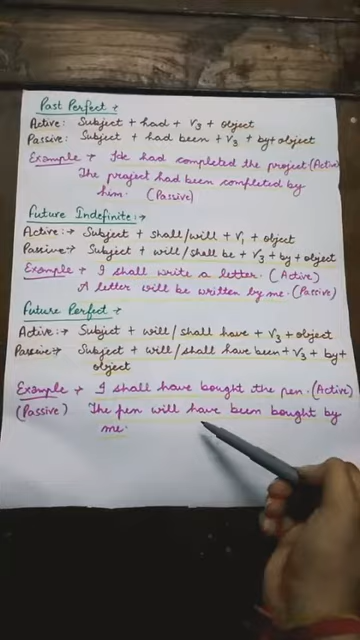 Past Perfect →
Active: Subject + had + V3 + object
Passive: Subject + had been + V3 + by + object
Example → He had completed the project (Active)
The project had been completed by
him. (Passive)
Future Indefinite :→
Active :→ Subject + shall/will + V1 + object
Passive → Subject + will/shall be + V3 + by + object
Example → I shall write a letter. (Active)
A letter will be written by me. (Passive)
Future Perfect →
Active :→ Subject + will/shall have + V3 + object
Passive :→ Subject + will/shall have been + V3 + by +
object
Example → I shall have bought the pen. (Active)
(Passive) The pen will have been bought by
me.